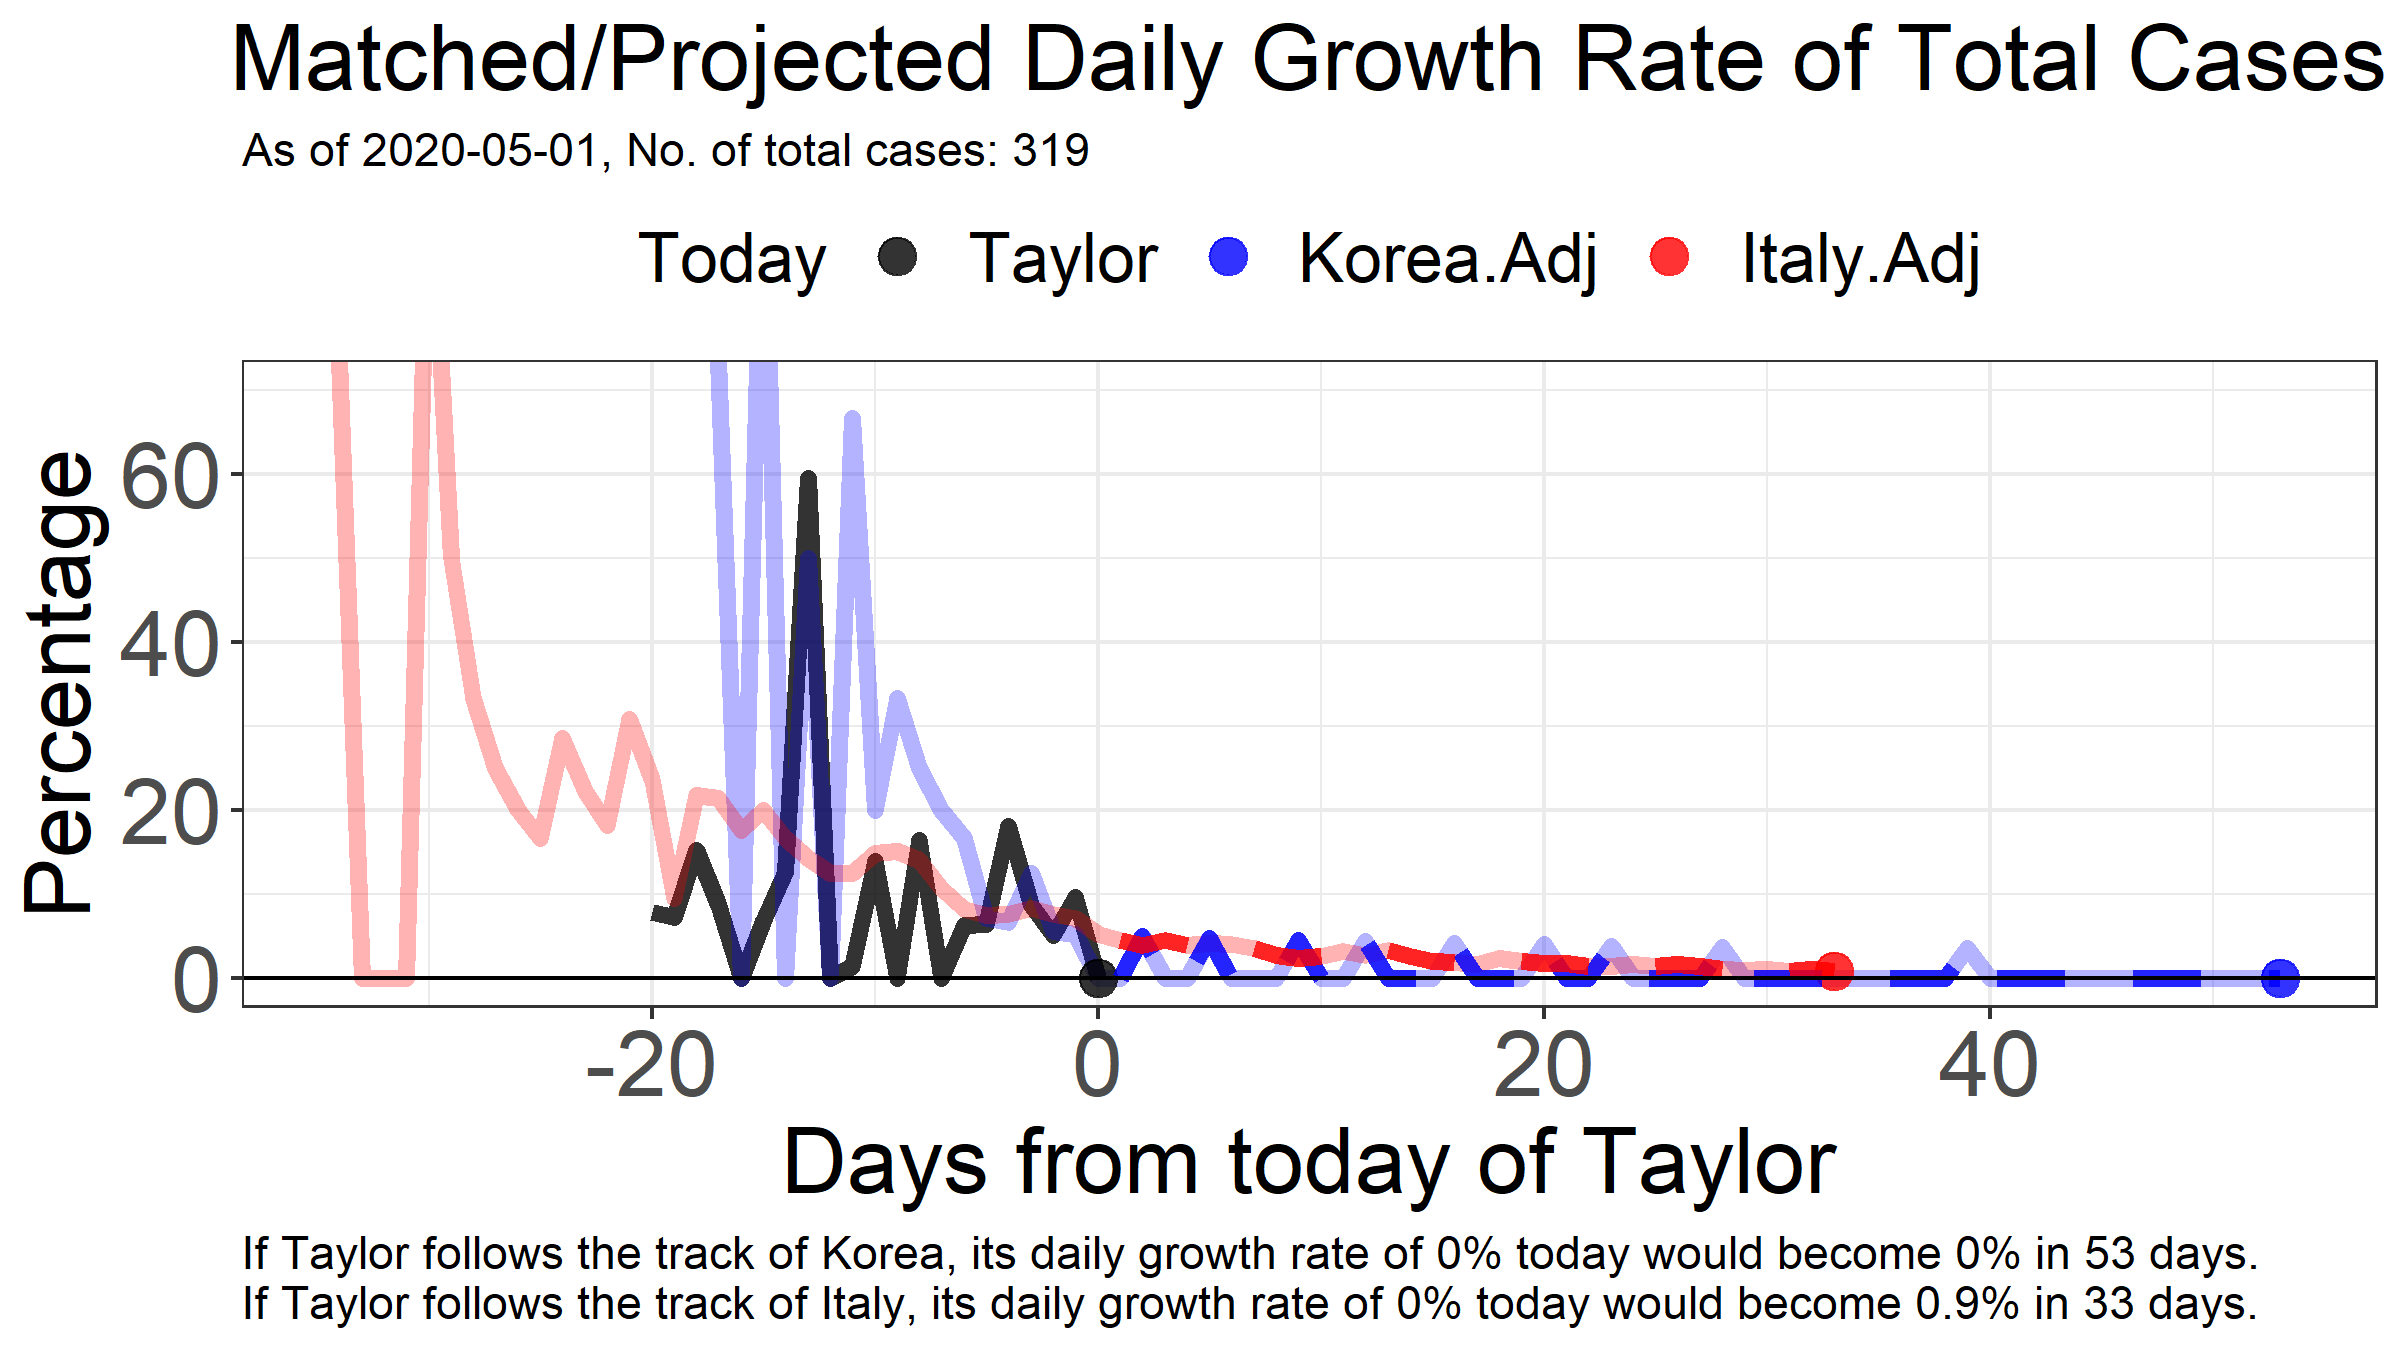 Matched/Projected Daily Growth Rate of Total Cases
As of 2020-05-01, No. of total cases: 319
Today Taylor Korea.Adj Italy.Adj
Percentage
60
40
20
0
-20 0 20 40
Days from today of Taylor
If Taylor follows the track of Korea, its daily growth rate of 0% today would become 0% in 53 days.
If Taylor follows the track of Italy, its daily growth rate of 0% today would become 0.9% in 33 days.